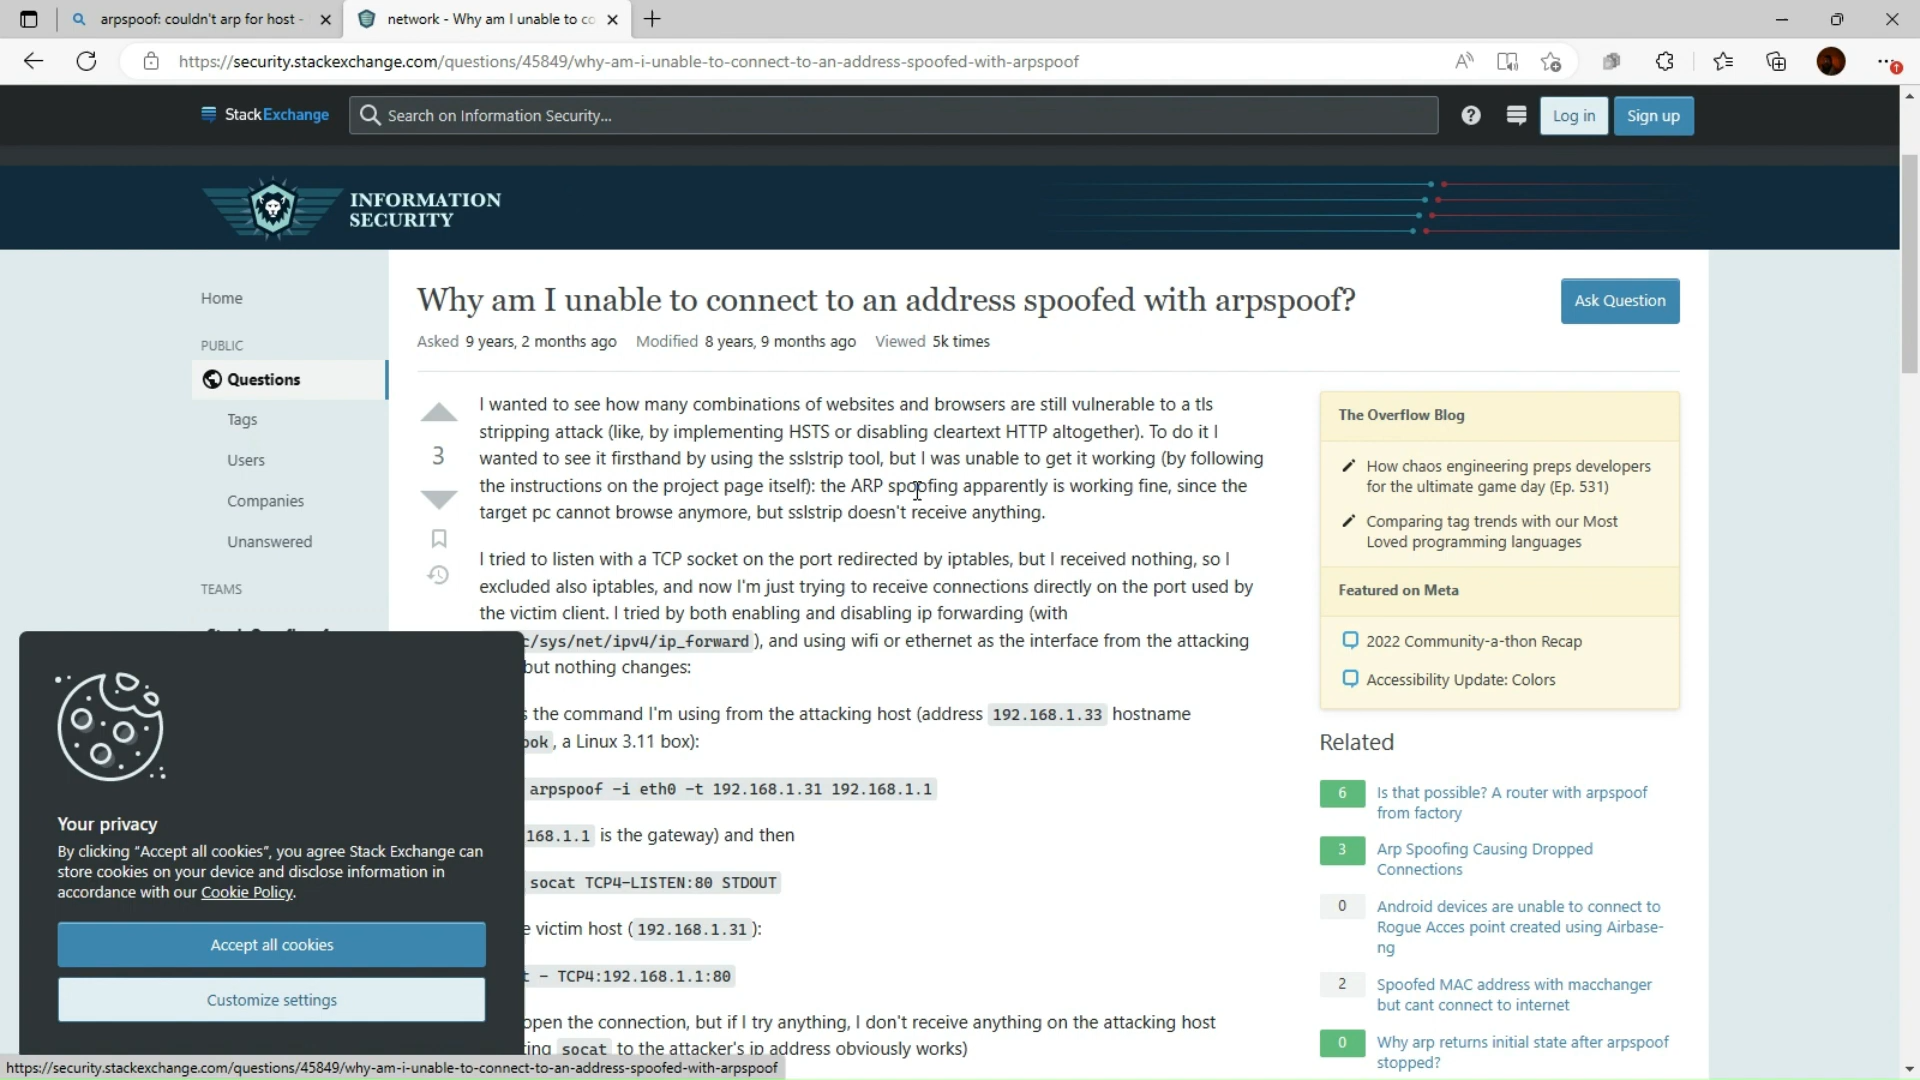 arpspoof: couldn't arp for host -
network - Why am I unable to co
https://security.stackexchange.com/questions/45849/why-am-i-unable-to-connect-to-an-address-spoofed-with-arpspoof
StackExchange
Search on Information Security...
Log in
Sign up
INFORMATION
SECURITY
Home
PUBLIC
Questions
Tags
Users
Companies
Unanswered
TEAMS
Why am I unable to connect to an address spoofed with arpspoof?
Ask Question
Asked 9 years, 2 months ago Modified 8 years, 9 months ago Viewed 5k times
3
I wanted to see how many combinations of websites and browsers are still vulnerable to a tls
stripping attack (like, by implementing HSTS or disabling cleartext HTTP altogether). To do it I
wanted to see it firsthand by using the sslstrip tool, but I was unable to get it working (by following
the instructions on the project page itself): the ARP spoofing apparently is working fine, since the
target pc cannot browse anymore, but sslstrip doesn't receive anything.
I tried to listen with a TCP socket on the port redirected by iptables, but I received nothing, so I
excluded also iptables, and now I'm just trying to receive connections directly on the port used by
the victim client. I tried by both enabling and disabling ip forwarding (with
c/sys/net/ipv4/ip_forward), and using wifi or ethernet as the interface from the attacking
but nothing changes:
s the command I'm using from the attacking host (address 192.168.1.33 hostname
ook, a Linux 3.11 box):
arpspoof -i eth0 -t 192.168.1.31 192.168.1.1
168.1.1 is the gateway) and then
socat TCP4-LISTEN:80 STDOUT
e victim host (192.168.1.31):
t - TCP4:192.168.1.1:80
open the connection, but if I try anything, I don't receive anything on the attacking host
ing socat to the attacker's ip address obviously works)
The Overflow Blog
How chaos engineering preps developers
for the ultimate game day (Ep. 531)
Comparing tag trends with our Most
Loved programming languages
Featured on Meta
2022 Community-a-thon Recap
Accessibility Update: Colors
Related
6 Is that possible? A router with arpspoof
from factory
3 Arp Spoofing Causing Dropped
Connections
0 Android devices are unable to connect to
Rogue Acces point created using Airbase-
ng
2 Spoofed MAC address with macchanger
but cant connect to internet
0 Why arp returns initial state after arpspoof
stopped?
Your privacy
By clicking "Accept all cookies", you agree Stack Exchange can
store cookies on your device and disclose information in
accordance with our Cookie Policy.
Accept all cookies
Customize settings
https://security.stackexchange.com/questions/45849/why-am-i-unable-to-connect-to-an-address-spoofed-with-arpspoof